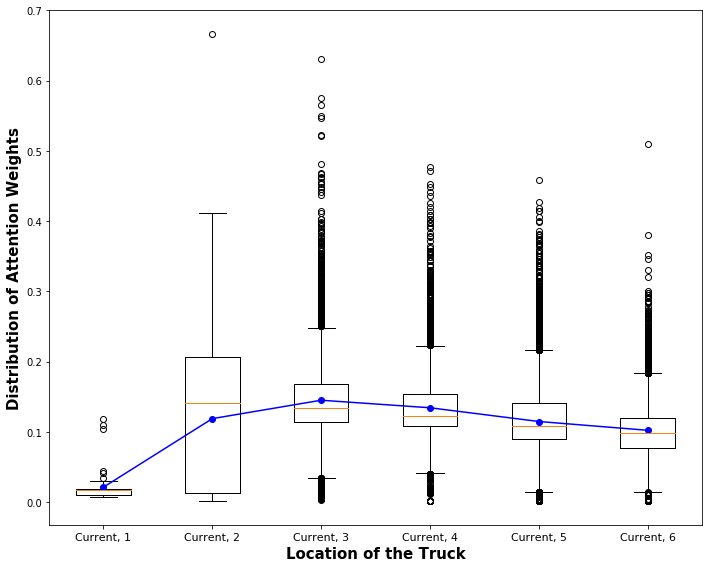 Distribution of Attention Weights
0.7
0.6
0.5
0.4
0.3
0.2
0.1
0.0
Current, 1 Current, 2 Current, 3 Current, 4 Current, 5 Current, 6
Location of the Truck